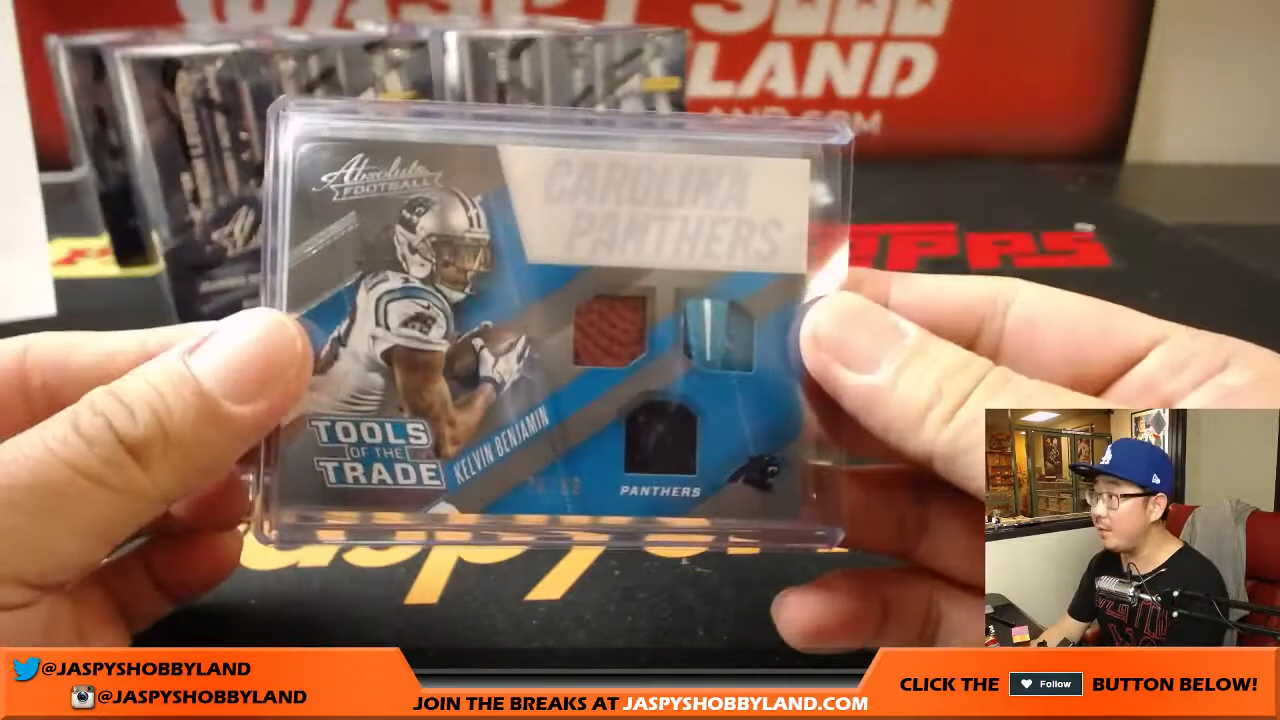 LAND
Absolute
FOOTBALL
CAROLINA
PANTHERS
TOOLS
OF THE
TRADE
KELVIN BENJAMIN
PANTHERS
@JASPYSHOBBYLAND
@JASPYSHOBBYLAND
JOIN THE BREAKS AT JASPYSHOBBYLAND.COM
CLICK THE Follow BUTTON BELOW!